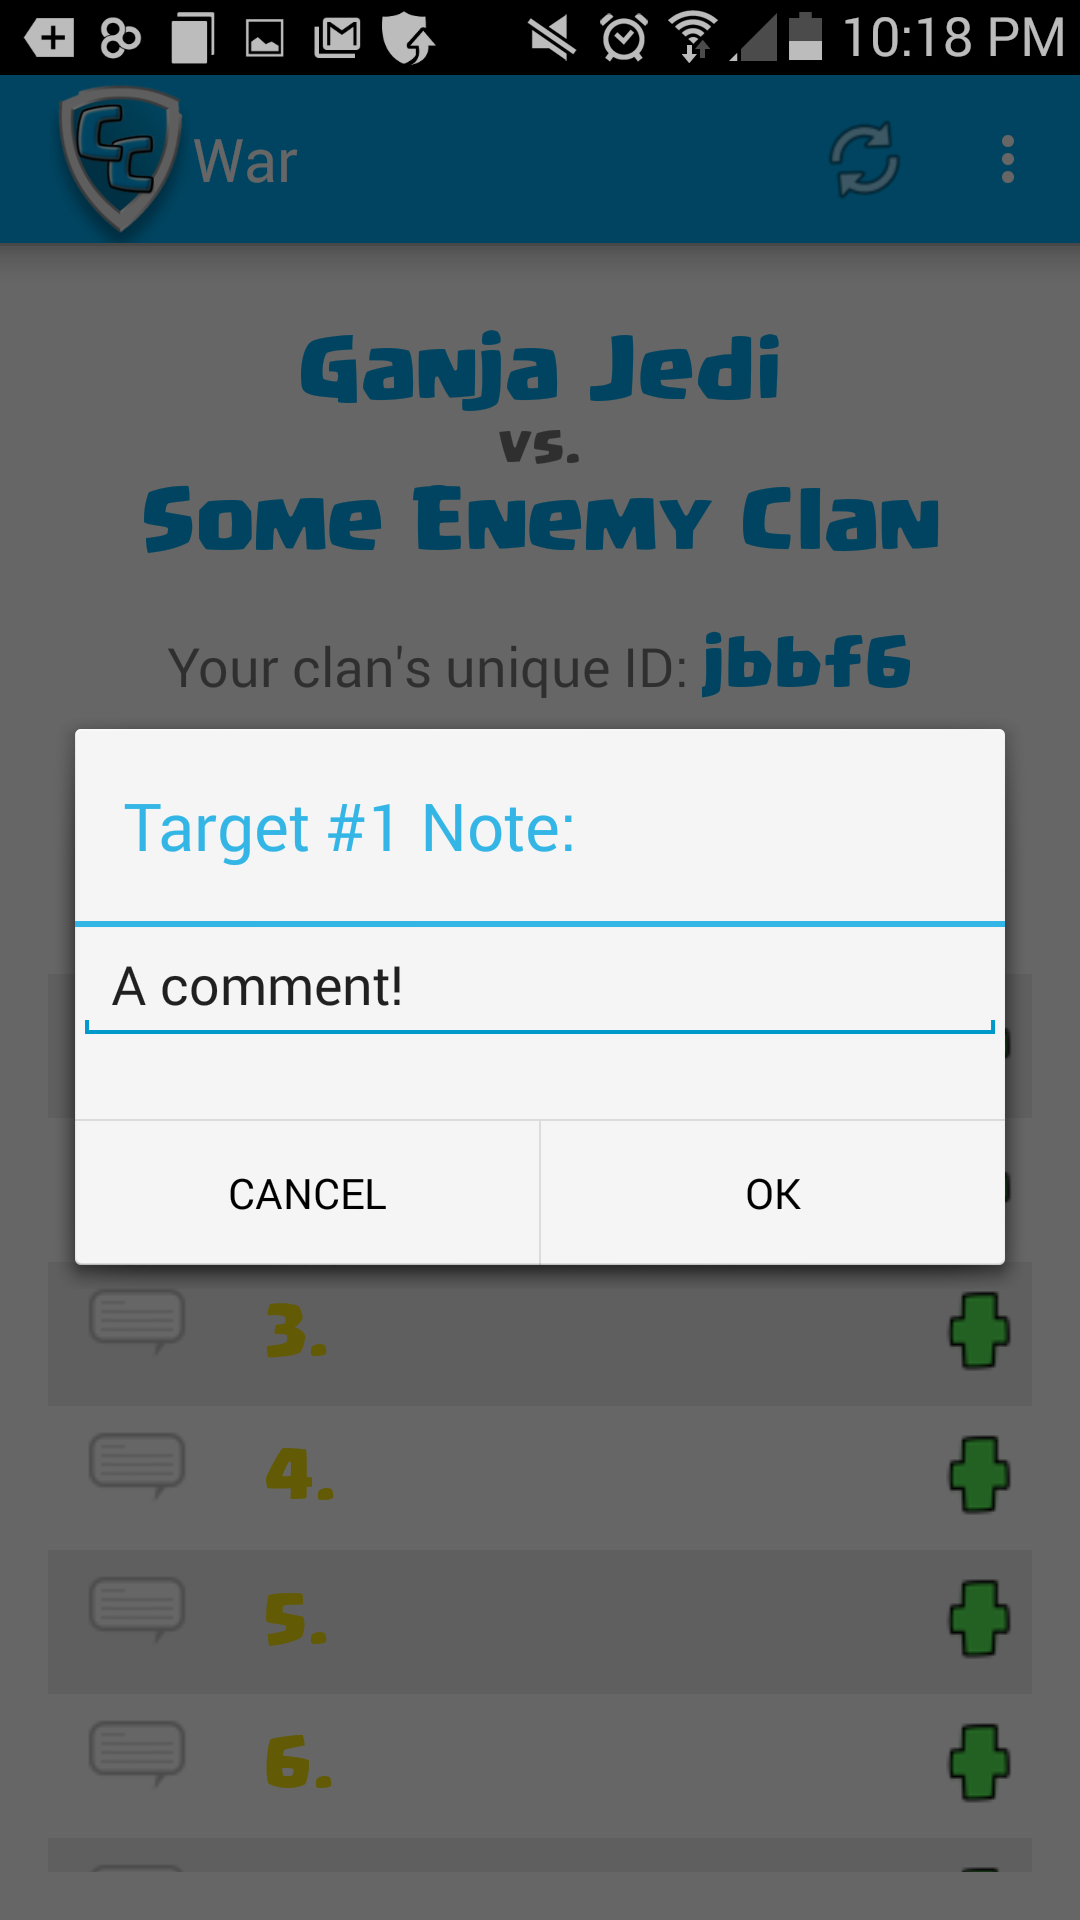 10:18 PM
CC War
Ganja Jedi
vs.
Some Enemy Clan
Your clan's unique ID: jbbf6
Target #1 Note:
A comment!
CANCEL OK
3.
4.
5.
6.